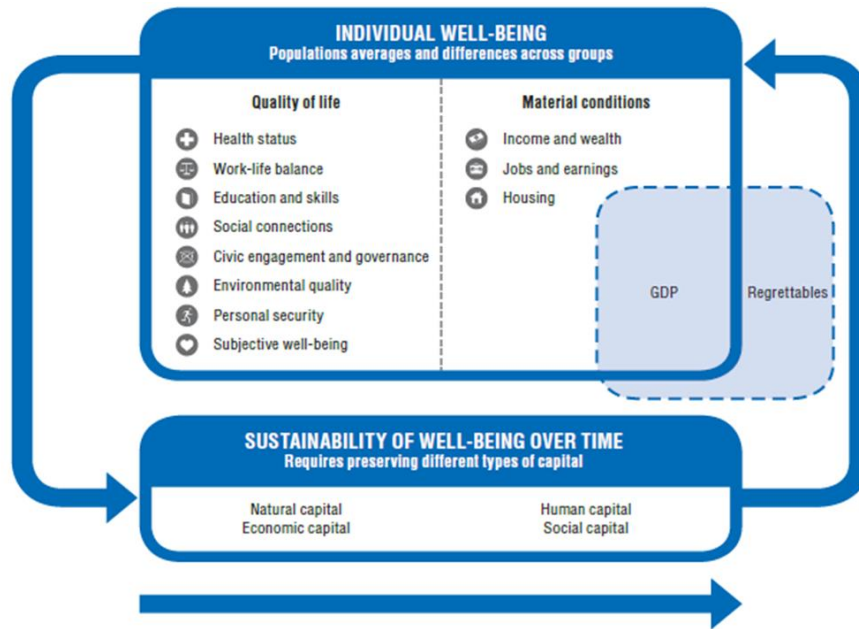 INDIVIDUAL WELL-BEING
Populations averages and differences across groups
Quality of life
Health status
Work-life balance
Education and skills
Social connections
Civic engagement and governance
Environmental quality
Personal security
Subjective well-being
Material conditions
Income and wealth
Jobs and earnings
Housing
GDP
Regrettables
SUSTAINABILITY OF WELL-BEING OVER TIME
Requires preserving different types of capital
Natural capital
Economic capital
Human capital
Social capital